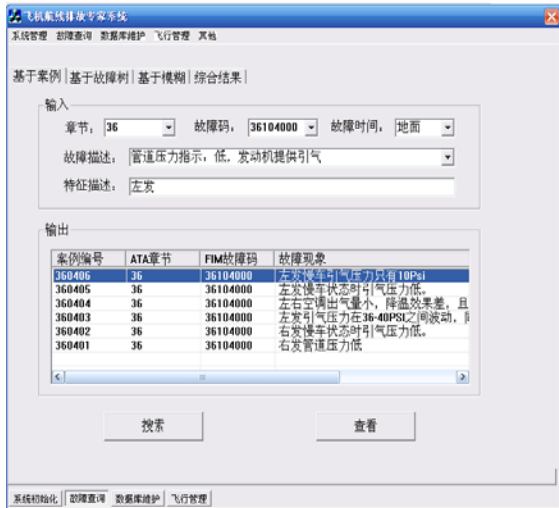 飞机航线排故专家系统
系统管理 故障查询 数据库维护 飞行管理 其他
基于案例 基于故障树 基于模糊 综合结果
输入
章节： 36 故障码： 36104000 故障时间： 地面
故障描述： 管道压力指示：低．发动机提供引气
特征描述： 左发
输出
案例编号 ATA章节 FIM故障码 故障现象
360406 36 36104000 左发慢车引气压力只有10Psi
360405 36 36104000 左发慢车状态时引气压力低。
360404 36 36104000 左右空调出气量小，降温效果差，且
360403 36 36104000 左发引气压力在36-40PSI之间波动，
360402 36 36104000 右发慢车状态时引气压力低。
360401 36 36104000 右发管道压力低
搜索 查看
系统初始化 故障查询 数据库维护 飞行管理